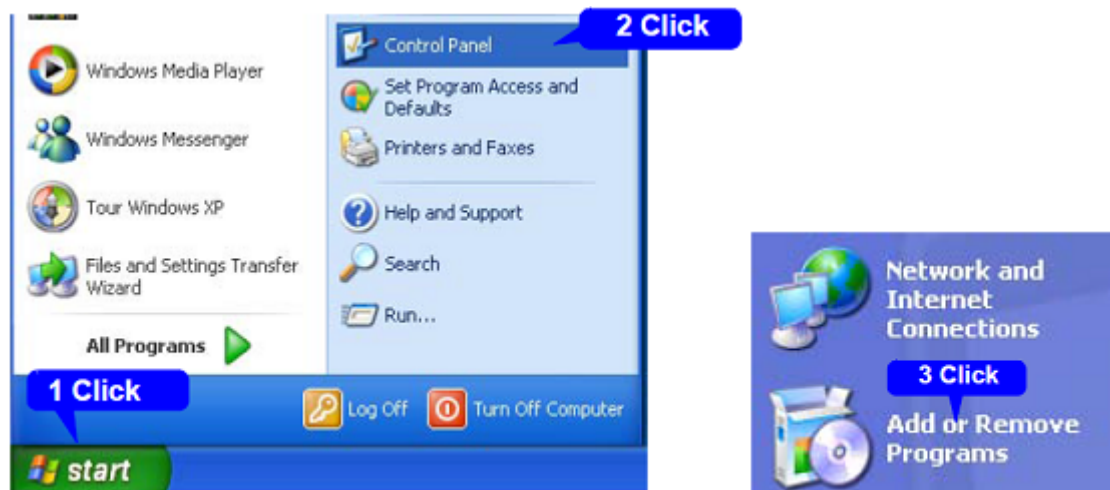 2 Click
Control Panel
Windows Media Player
Set Program Access and
Defaults
Windows Messenger
Printers and Faxes
Tour Windows XP
Help and Support
Files and Settings Transfer
Wizard
Search
Run...
All Programs
1 Click
Log Off
Turn Off Computer
start
Network and
Internet
Connections
3 Click
Add or Remove
Programs